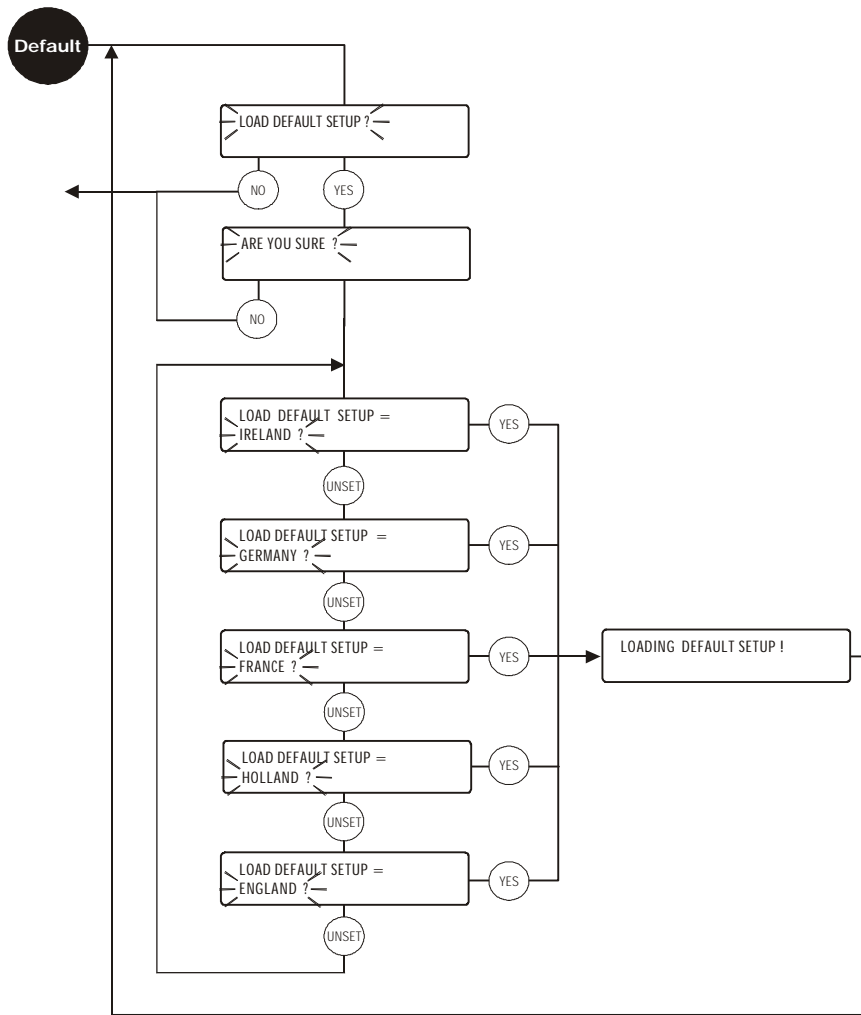 Default
LOAD DEFAULT SETUP ?
NO
YES
ARE YOU SURE ?
NO
LOAD DEFAULT SETUP =
IRELAND ?
YES
UNSET
LOAD DEFAULT SETUP =
GERMANY ?
YES
UNSET
LOAD DEFAULT SETUP =
FRANCE ?
YES
LOADING DEFAULT SETUP !
UNSET
LOAD DEFAULT SETUP =
HOLLAND ?
YES
UNSET
LOAD DEFAULT SETUP =
ENGLAND ?
YES
UNSET